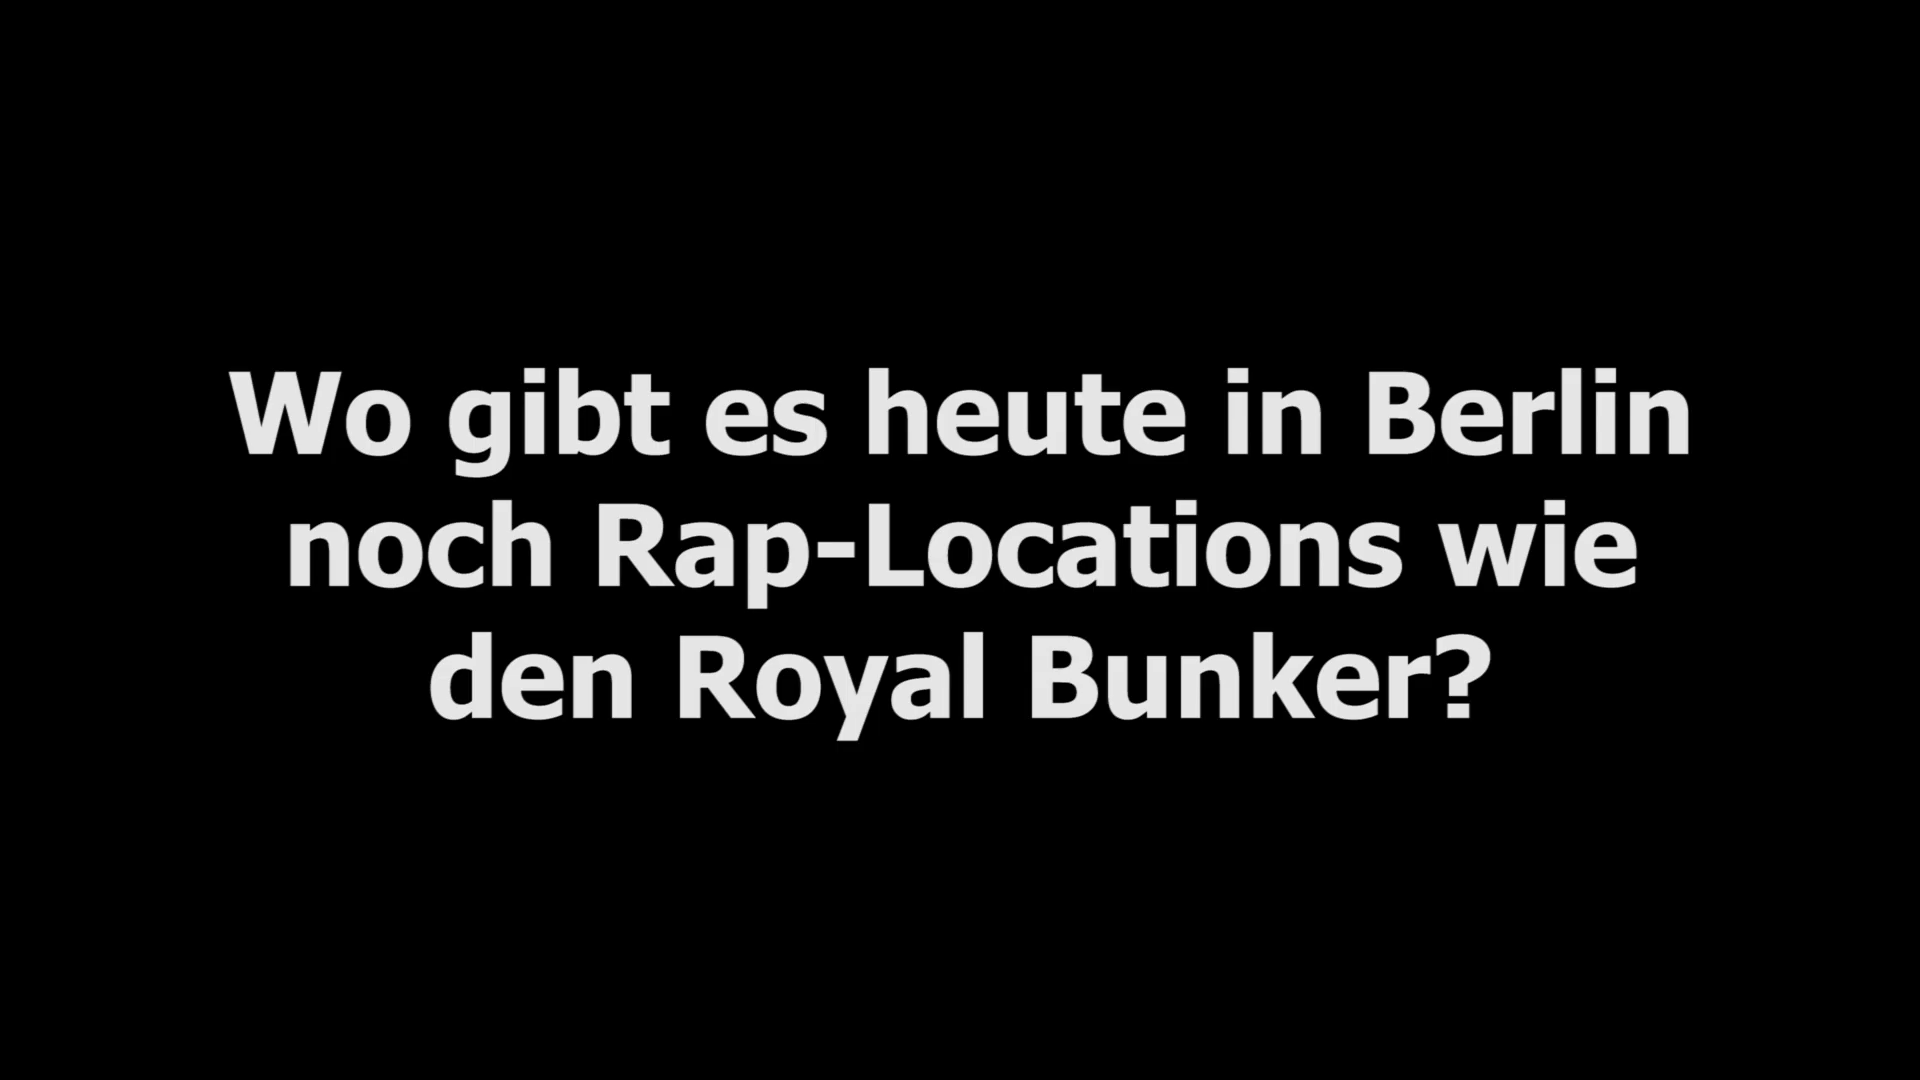 Wo gibt es heute in Berlin
noch Rap-Locations wie
den Royal Bunker?